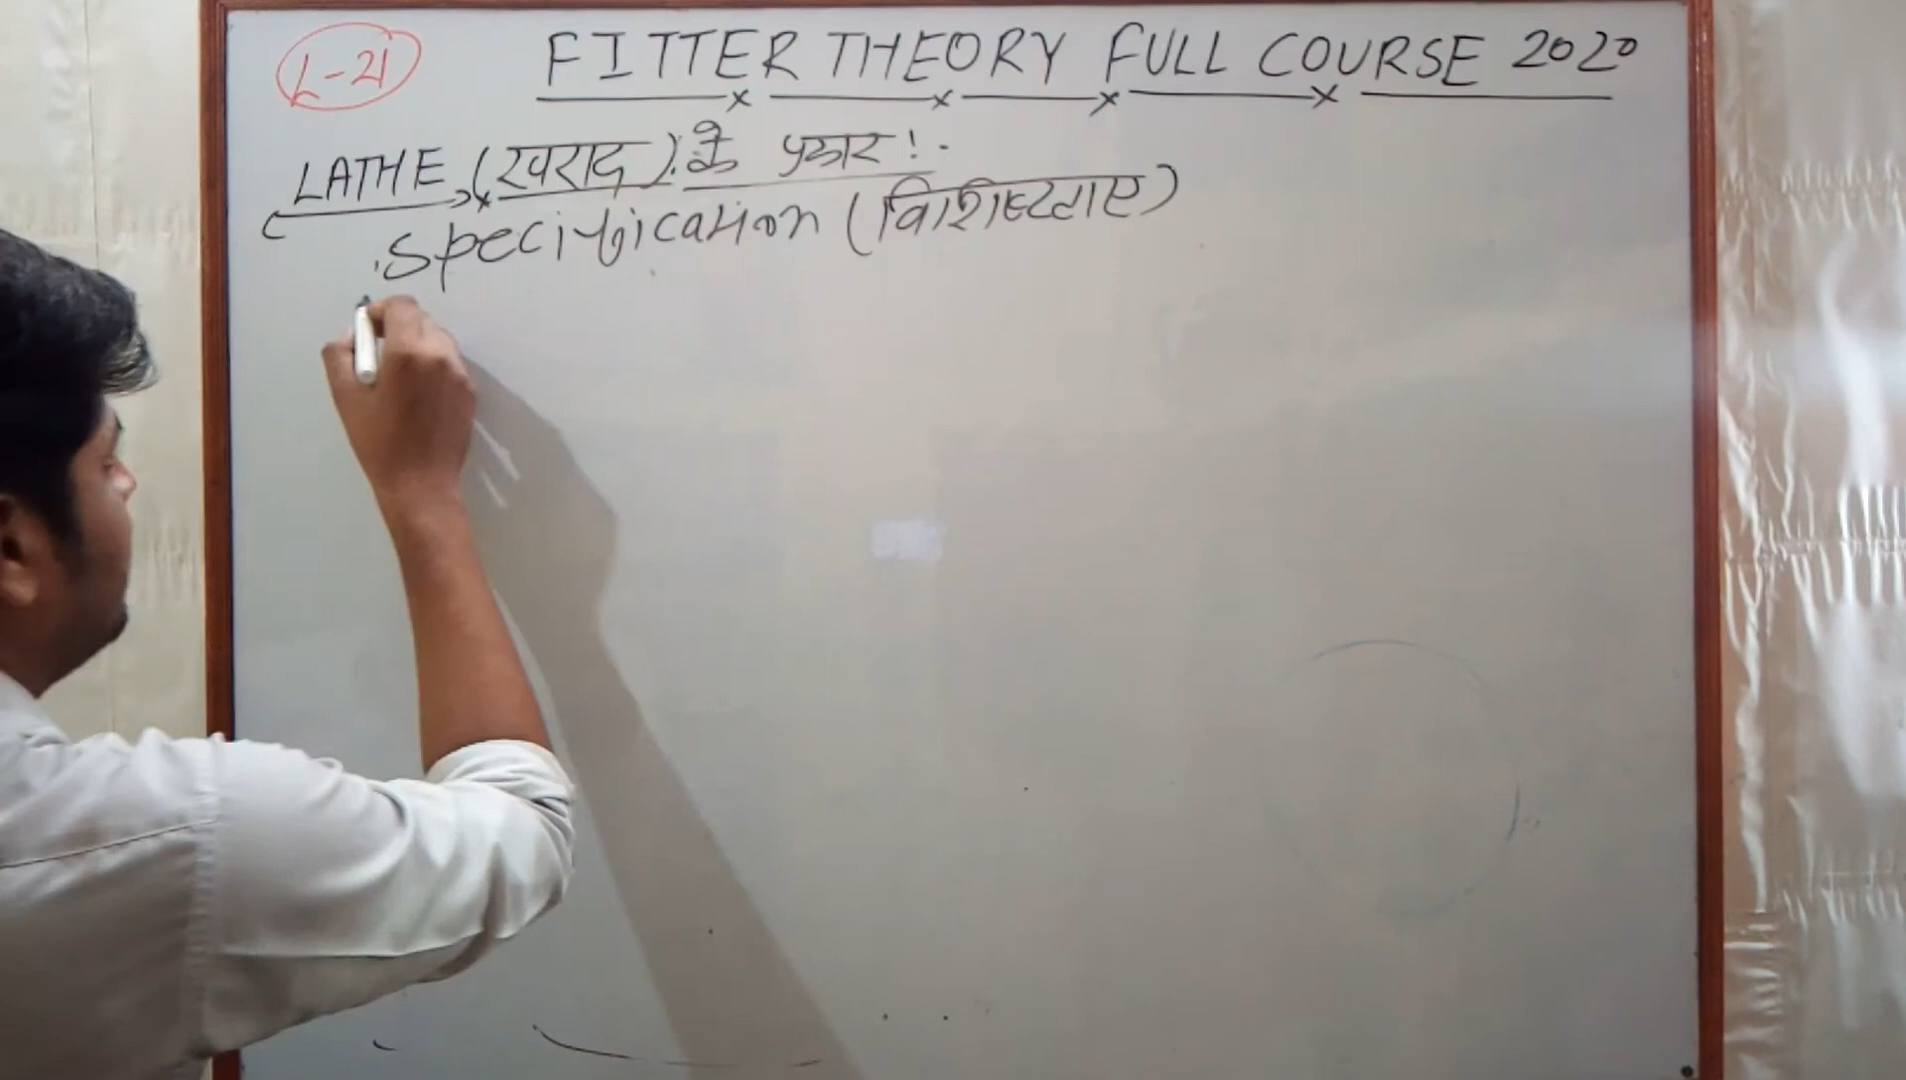 L-21
FITTER THEORY FULL COURSE 2020
LATHE (खराद) के प्रकार!
Specification (विशिष्टताए)